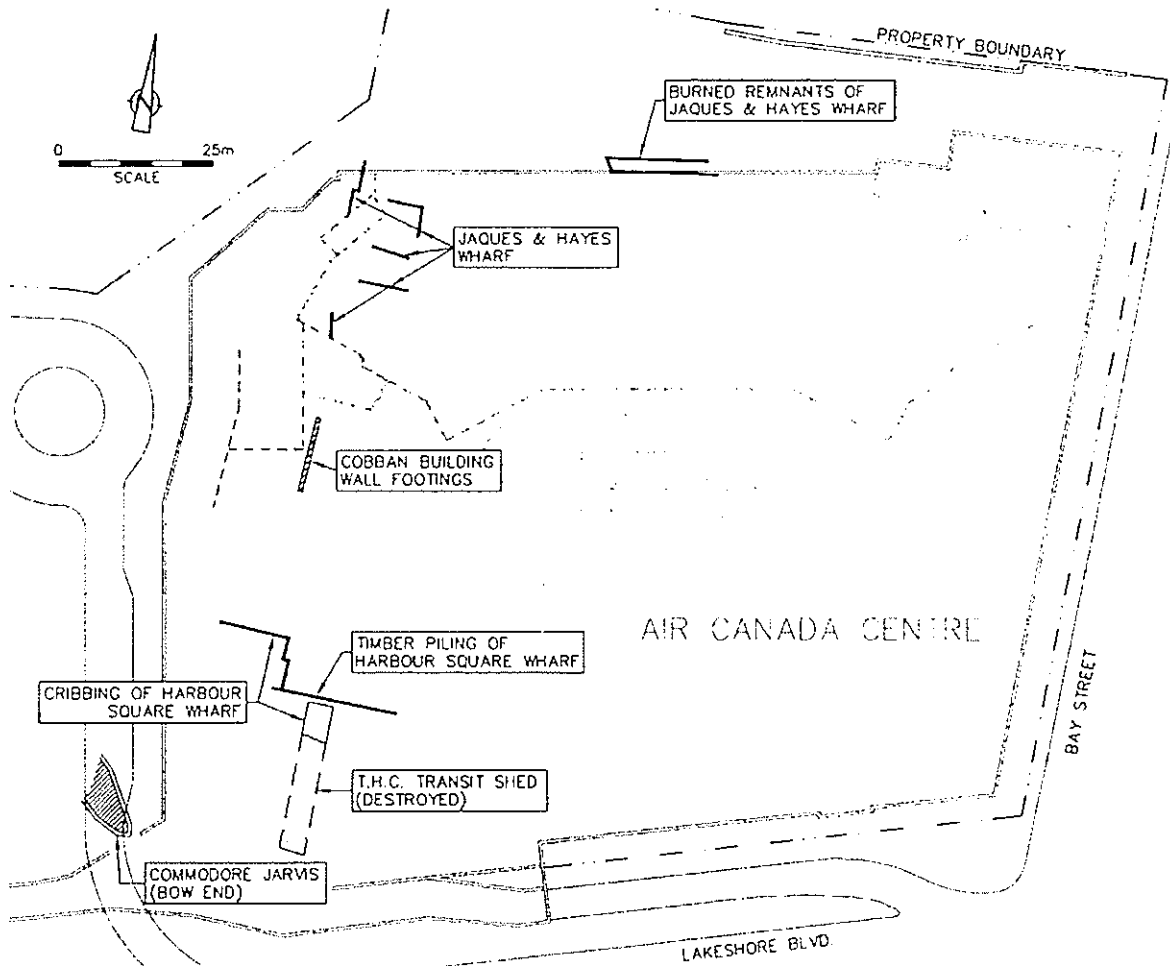 PROPERTY BOUNDARY
BURNED REMNANTS OF
JAQUES & HAYES WHARF
0 25m
SCALE
JAQUES & HAYES
WHARF
COBBAN BUILDING
WALL FOOTINGS
AIR CANADA CENTRE
TIMBER PILING OF
HARBOUR SQUARE WHARF
CRIBBING OF HARBOUR
SQUARE WHARF
BAY STREET
T.H.C. TRANSIT SHED
(DESTROYED)
COMMODORE JARVIS
(BOW END)
LAKESHORE BLVD.